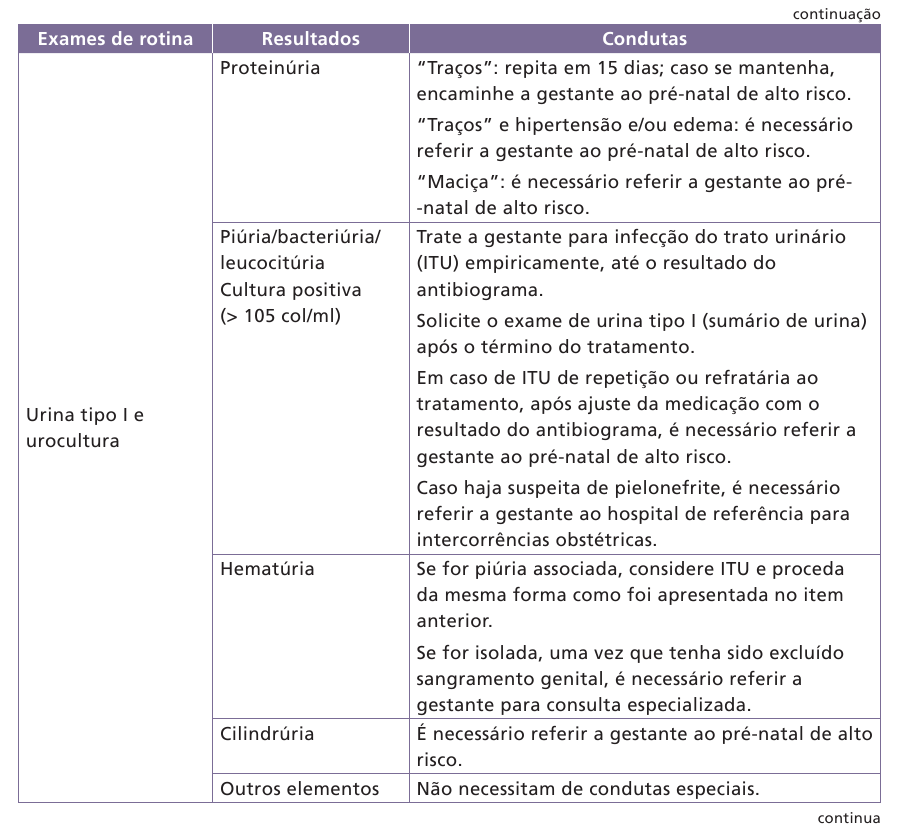 continuação
Exames de rotina Resultados Condutas
Urina tipo I e
urocultura
Proteinúria
“Traços”: repita em 15 dias; caso se mantenha,
encaminhe a gestante ao pré-natal de alto risco.
“Traços” e hipertensão e/ou edema: é necessário
referir a gestante ao pré-natal de alto risco.
“Maciça”: é necessário referir a gestante ao pré-
-natal de alto risco.
Piúria/bacteriúria/
leucocitúria
Cultura positiva
(> 105 col/ml)
Trate a gestante para infecção do trato urinário
(ITU) empiricamente, até o resultado do
antibiograma.
Solicite o exame de urina tipo I (sumário de urina)
após o término do tratamento.
Em caso de ITU de repetição ou refratária ao
tratamento, após ajuste da medicação com o
resultado do antibiograma, é necessário referir a
gestante ao pré-natal de alto risco.
Caso haja suspeita de pielonefrite, é necessário
referir a gestante ao hospital de referência para
intercorrências obstétricas.
Hematúria
Se for piúria associada, considere ITU e proceda
da mesma forma como foi apresentada no item
anterior.
Se for isolada, uma vez que tenha sido excluído
sangramento genital, é necessário referir a
gestante para consulta especializada.
Cilindrúria
É necessário referir a gestante ao pré-natal de alto
risco.
Outros elementos
Não necessitam de condutas especiais.
continua